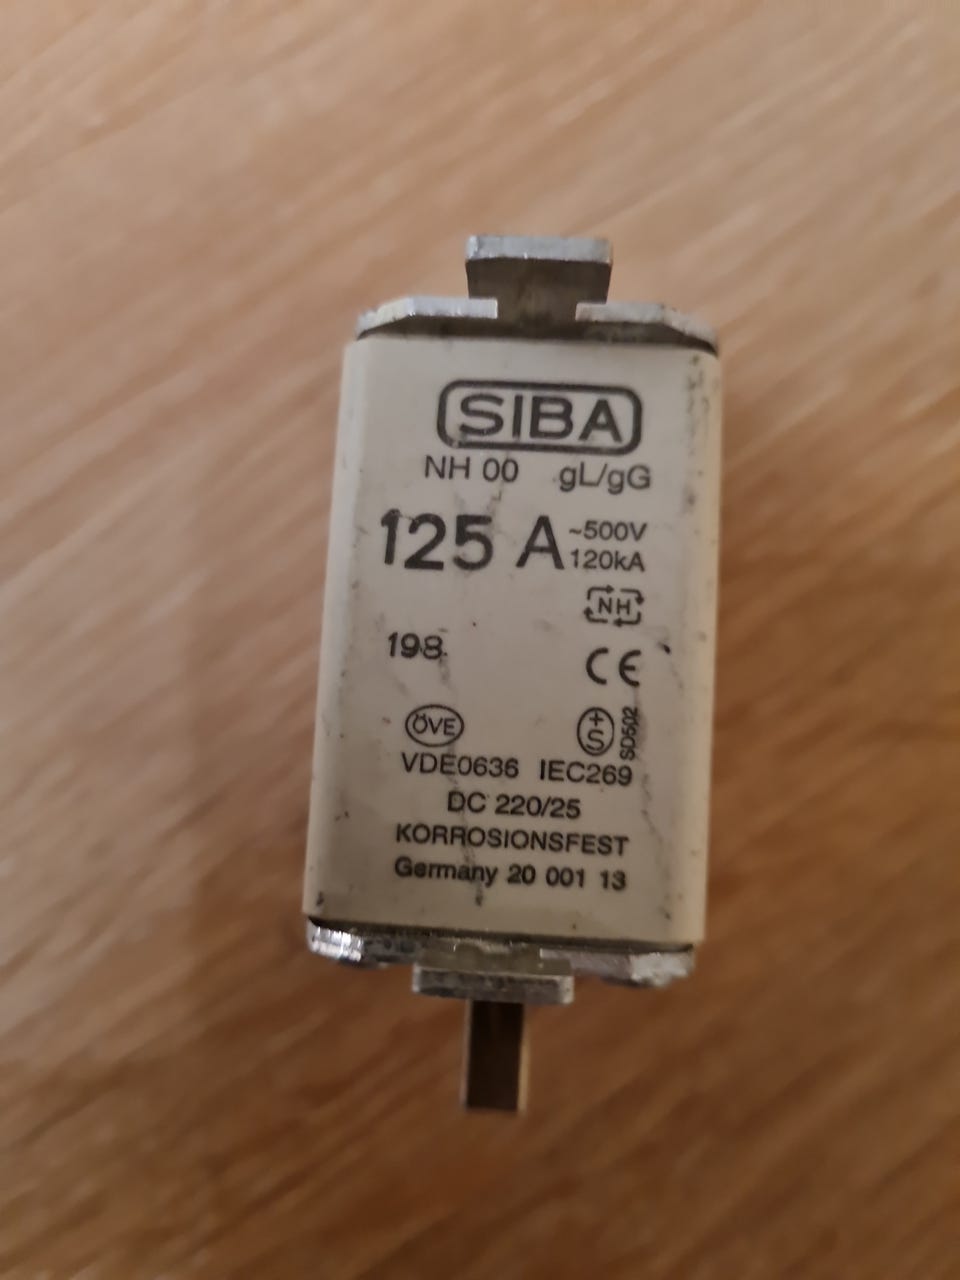 SIBA
NH 00 gL/gG
125 A ~500V
120kA
NH
198
CE
ÖVE
+S
SD502
VDE0636 IEC269
DC 220/25
KORROSIONSFEST
Germany 20 001 13